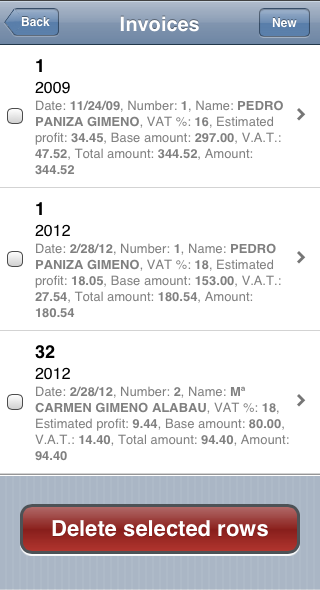 Back
Invoices
New
1
2009
Date: 11/24/09, Number: 1, Name: PEDRO
PANIZA GIMENO, VAT %: 16, Estimated
profit: 34.45, Base amount: 297.00, V.A.T.:
47.52, Total amount: 344.52, Amount:
344.52
1
2012
Date: 2/28/12, Number: 1, Name: PEDRO
PANIZA GIMENO, VAT %: 18, Estimated
profit: 18.05, Base amount: 153.00, V.A.T.:
27.54, Total amount: 180.54, Amount:
180.54
32
2012
Date: 2/28/12, Number: 2, Name: Mª
CARMEN GIMENO ALABAU, VAT %: 18,
Estimated profit: 9.44, Base amount: 80.00,
V.A.T.: 14.40, Total amount: 94.40, Amount:
94.40
Delete selected rows